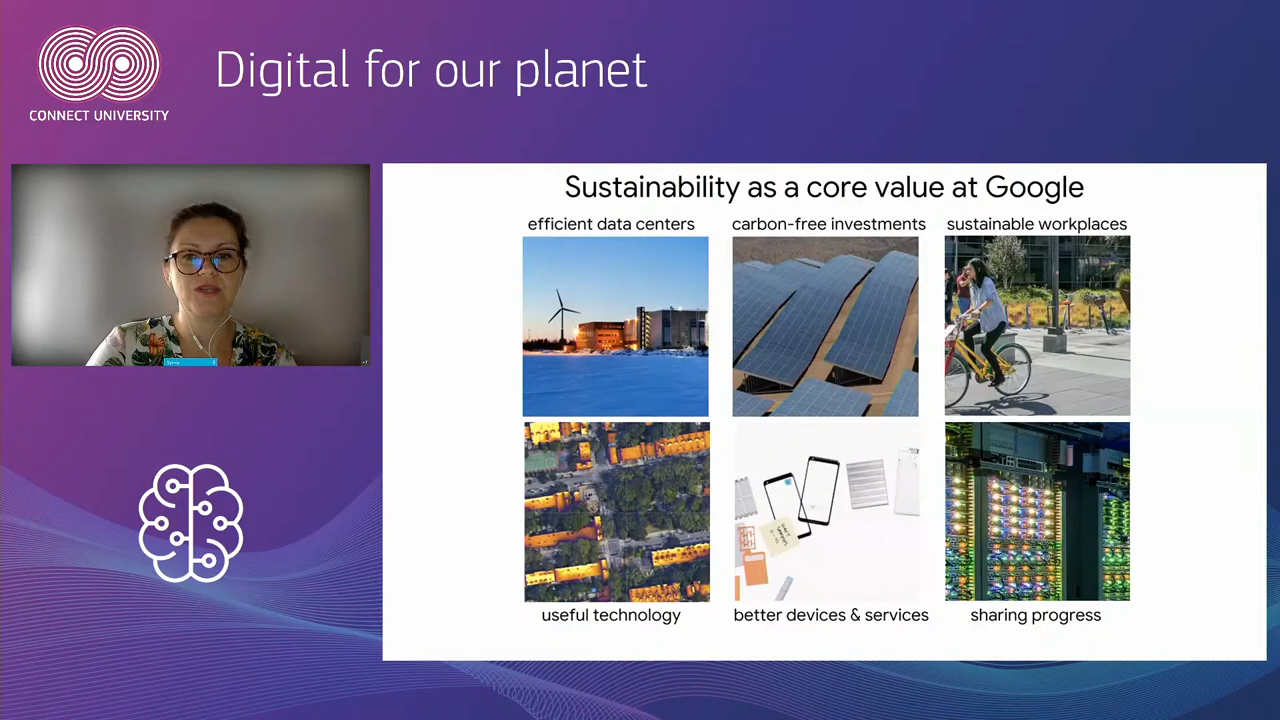 Digital for our planet
CONNECT UNIVERSITY
Sustainability as a core value at Google
efficient data centers
carbon-free investments
sustainable workplaces
useful technology
better devices & services
sharing progress
Sylvia